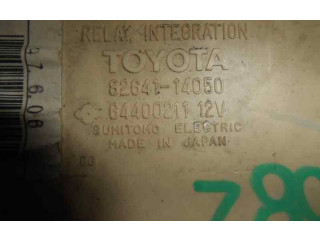 RELAY, INTEGRATION
TOYOTA
82641-14050
64400211 12V
SUMITOMO ELECTRIC
MADE IN JAPAN